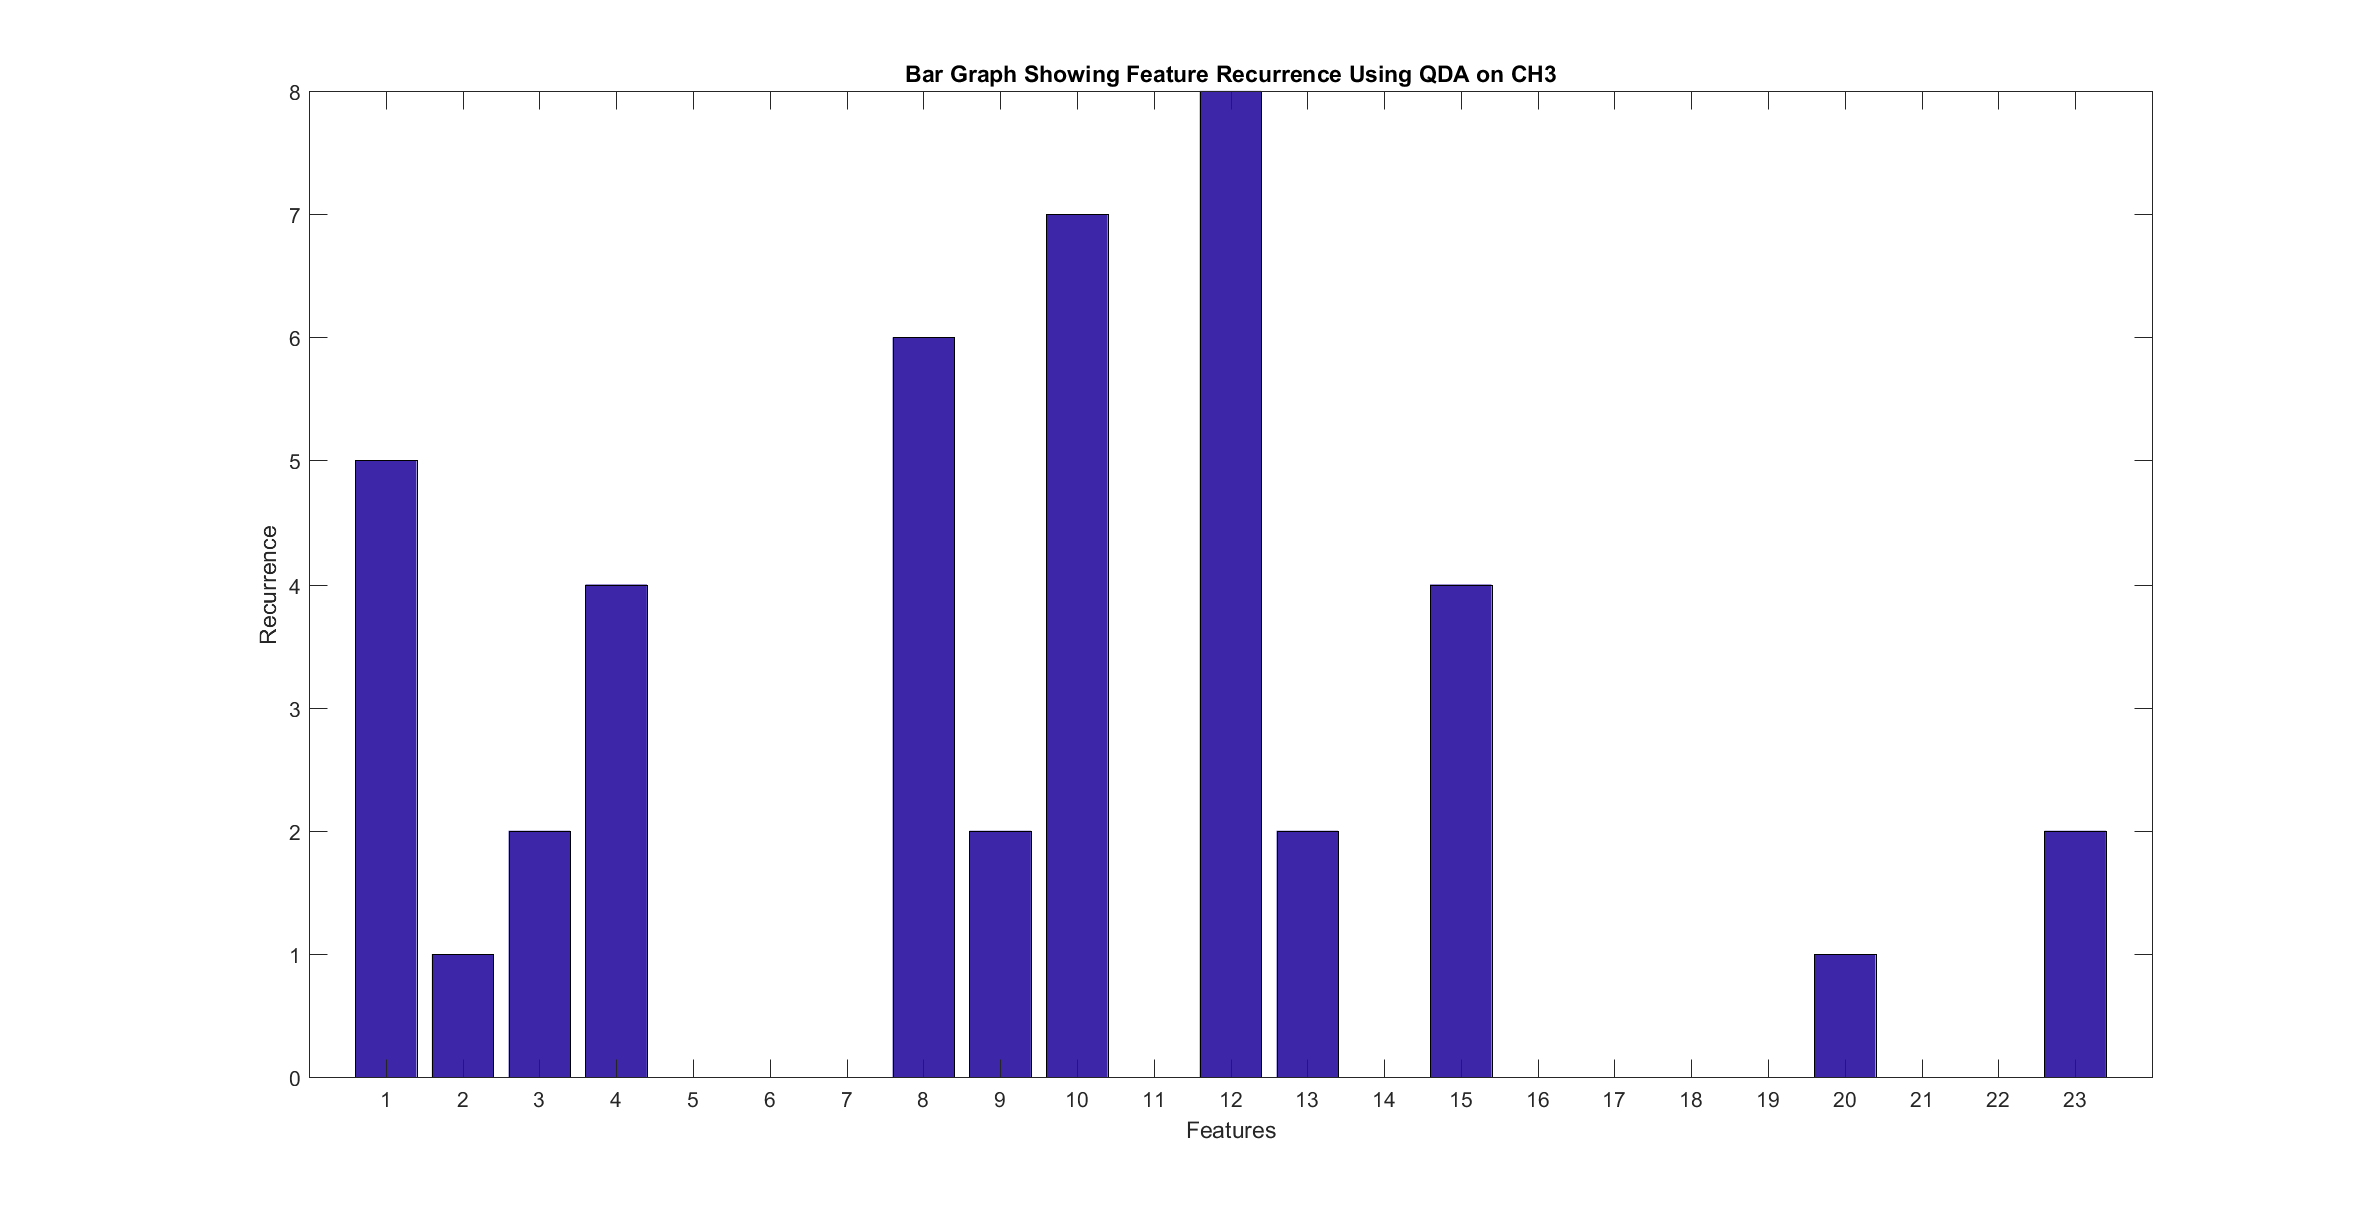 Bar Graph Showing Feature Recurrence Using QDA on CH3
8
7
6
5
4
3
2
1
0
Recurrence
1 2 3 4 5 6 7 8 9 10 11 12 13 14 15 16 17 18 19 20 21 22 23
Features